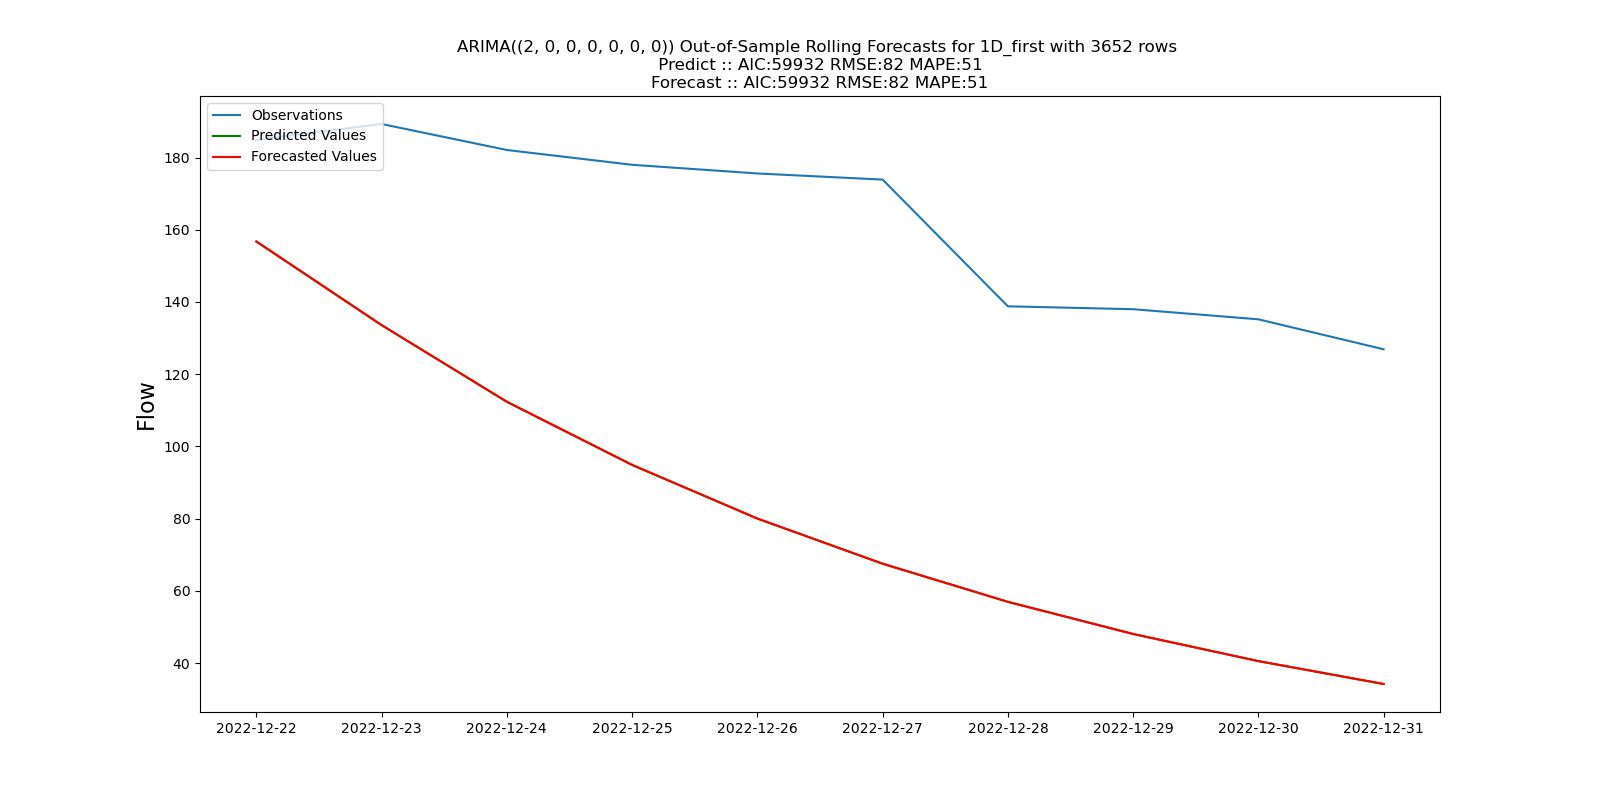 ARIMA((2, 0, 0, 0, 0, 0, 0)) Out-of-Sample Rolling Forecasts for 1D_first with 3652 rows
Predict :: AIC:59932 RMSE:82 MAPE:51
Forecast :: AIC:59932 RMSE:82 MAPE:51
Observations
Predicted Values
Forecasted Values
180
160
140
120
100
80
60
40
Flow
2022-12-22
2022-12-23
2022-12-24
2022-12-25
2022-12-26
2022-12-27
2022-12-28
2022-12-29
2022-12-30
2022-12-31